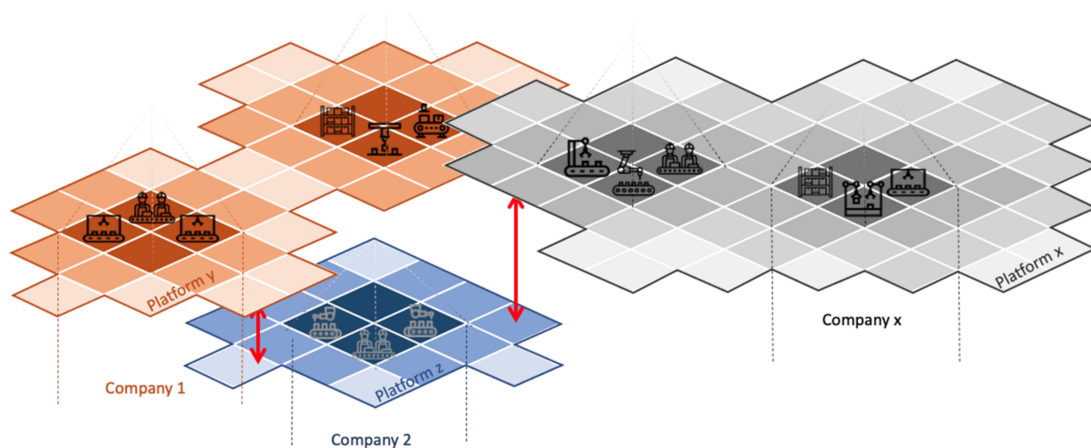 Platform y
Platform x
Company x
Platform z
Company 1
Company 2